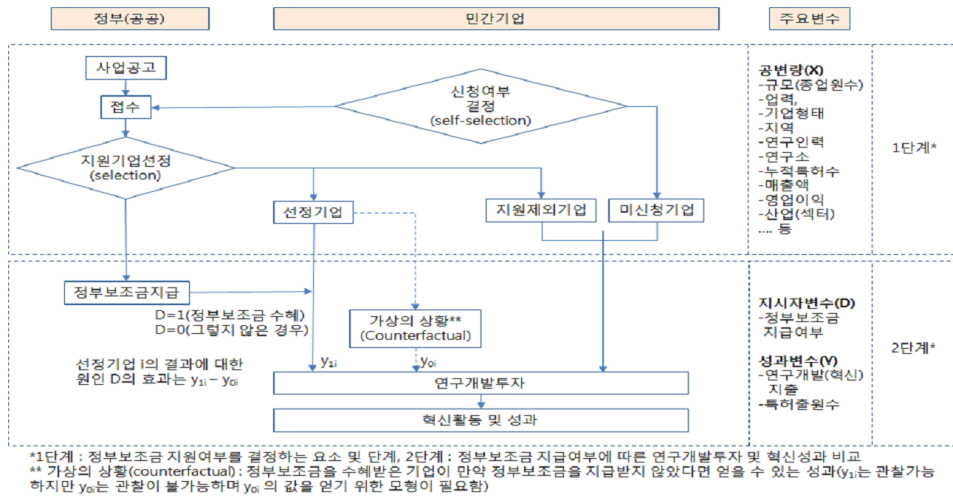 정부(공공)
민간기업
주요변수
사업공고
접수
신청여부
결정
(self-selection)
지원기업선정
(selection)
선정기업
지원제외기업
미신청기업
공변량(X)
-규모(종업원수)
-업력,
-기업형태
-지역
-연구인력
-연구소
-누적특허수
-매출액
-영업이익
-산업(섹터)
.... 등
1단계*
정부보조금지급
D=1(정부보조금 수혜)
D=0(그렇지 않은 경우)
가상의 상황**
(Counterfactual)
선정기업 i의 결과에 대한
원인 D의 효과는 y₁ᵢ – y₀ᵢ
y₁ᵢ
y₀ᵢ
연구개발투자
혁신활동 및 성과
지시자변수(D)
-정부보조금
지급여부
성과변수(Y)
-연구개발(혁신)
지출
-특허출원수
2단계*
*1단계 : 정부보조금 지원여부를 결정하는 요소 및 단계, 2단계 : 정부보조금 지급여부에 따른 연구개발투자 및 혁신성과 비교
** 가상의 상황(counterfactual) : 정부보조금을 수혜받은 기업이 만약 정부보조금을 지급받지 않았다면 얻을 수 있는 성과(y₁ᵢ는 관찰가능
하지만 y₀ᵢ는 관찰이 불가능하며 y₀ᵢ 의 값을 얻기 위한 모형이 필요함)